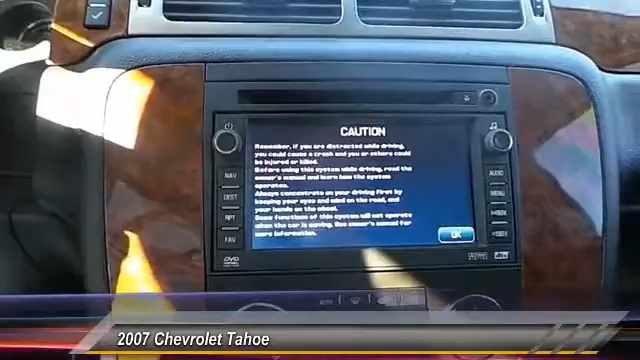 CAUTION
Remember, if you are distracted while driving,
you could cause a crash and you or others could
be injured or killed.
Before using this system while driving, read the
owner's manual and learn how the system
operates.
Always concentrate on your driving first by
keeping your eyes and mind on the road, and
your hands on the wheel.
Some functions of this system will not operate
when the car is moving. See owner's manual for
more information.
OK
NAV
DEST
RPT
FAV
AUDIO
MENU
SEEK
SEEK
DVD
2007 Chevrolet Tahoe